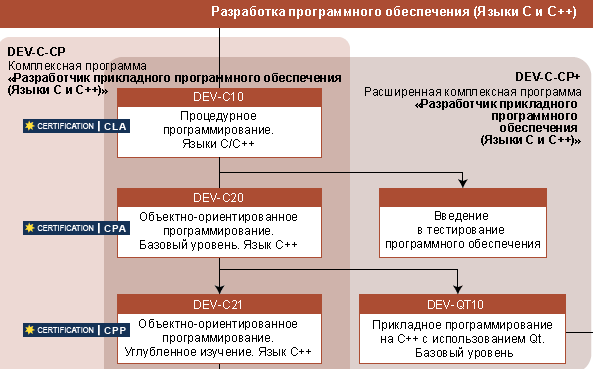 Разработка программного обеспечения (Языки С и С++)
DEV-C-CP
Комплексная программа
«Разработчик прикладного программного обеспечения
(Языки С и С++)»
DEV-C-CP+
Расширенная комплексная программа
«Разработчик прикладного
программного
обеспечения
(Языки С и С++)»
DEV-C10
Процедурное
программирование.
Языки С/С++
CERTIFICATION | CLA
DEV-C20
Объектно-ориентированное
программирование.
Базовый уровень. Язык С++
CERTIFICATION | CPA
Введение
в тестирование
программного обеспечения
DEV-C21
Объектно-ориентированное
программирование.
Углубленное изучение. Язык С++
CERTIFICATION | CPP
DEV-QT10
Прикладное программирование
на С++ с использованием Qt.
Базовый уровень